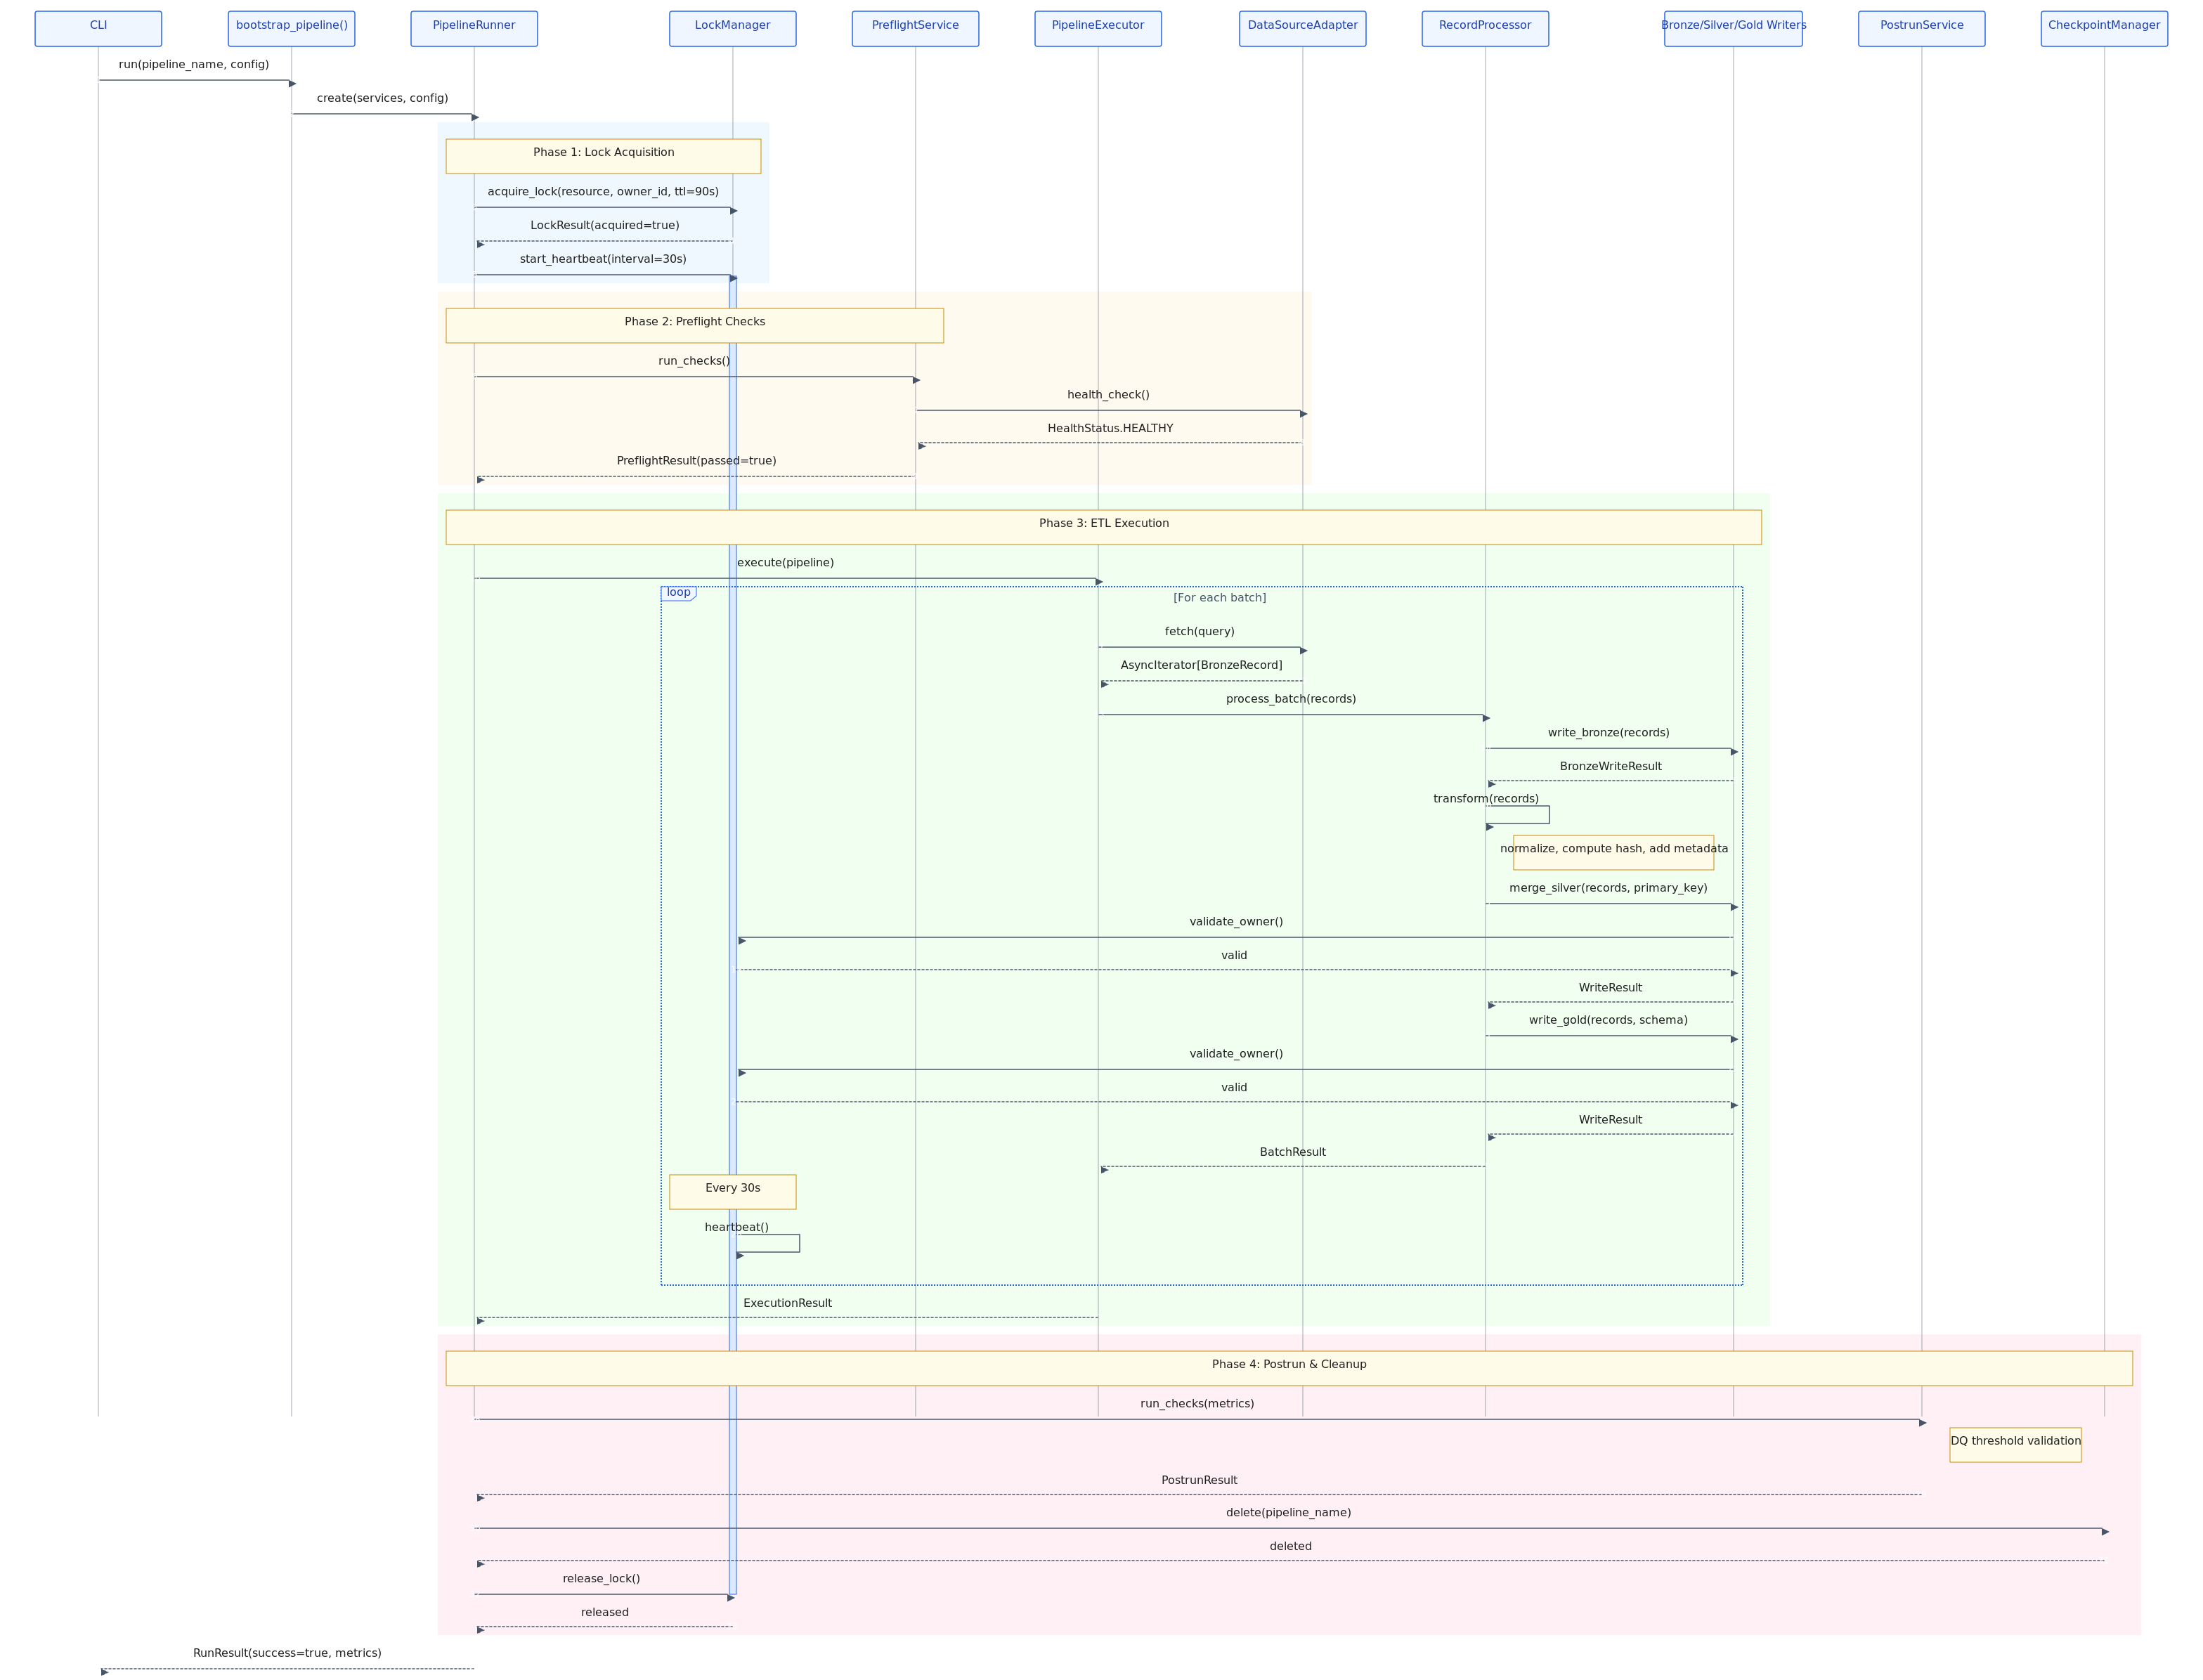 CLI
bootstrap_pipeline()
PipelineRunner
LockManager
PreflightService
PipelineExecutor
DataSourceAdapter
RecordProcessor
Bronze/Silver/Gold Writers
PostrunService
CheckpointManager
run(pipeline_name, config)
create(services, config)
Phase 1: Lock Acquisition
acquire_lock(resource, owner_id, ttl=90s)
LockResult(acquired=true)
start_heartbeat(interval=30s)
Phase 2: Preflight Checks
run_checks()
health_check()
HealthStatus.HEALTHY
PreflightResult(passed=true)
Phase 3: ETL Execution
execute(pipeline)
loop
[For each batch]
fetch(query)
AsyncIterator[BronzeRecord]
process_batch(records)
write_bronze(records)
BronzeWriteResult
transform(records)
normalize, compute hash, add metadata
merge_silver(records, primary_key)
validate_owner()
valid
WriteResult
write_gold(records, schema)
validate_owner()
valid
WriteResult
BatchResult
Every 30s
heartbeat()
ExecutionResult
Phase 4: Postrun & Cleanup
run_checks(metrics)
DQ threshold validation
PostrunResult
delete(pipeline_name)
deleted
release_lock()
released
RunResult(success=true, metrics)